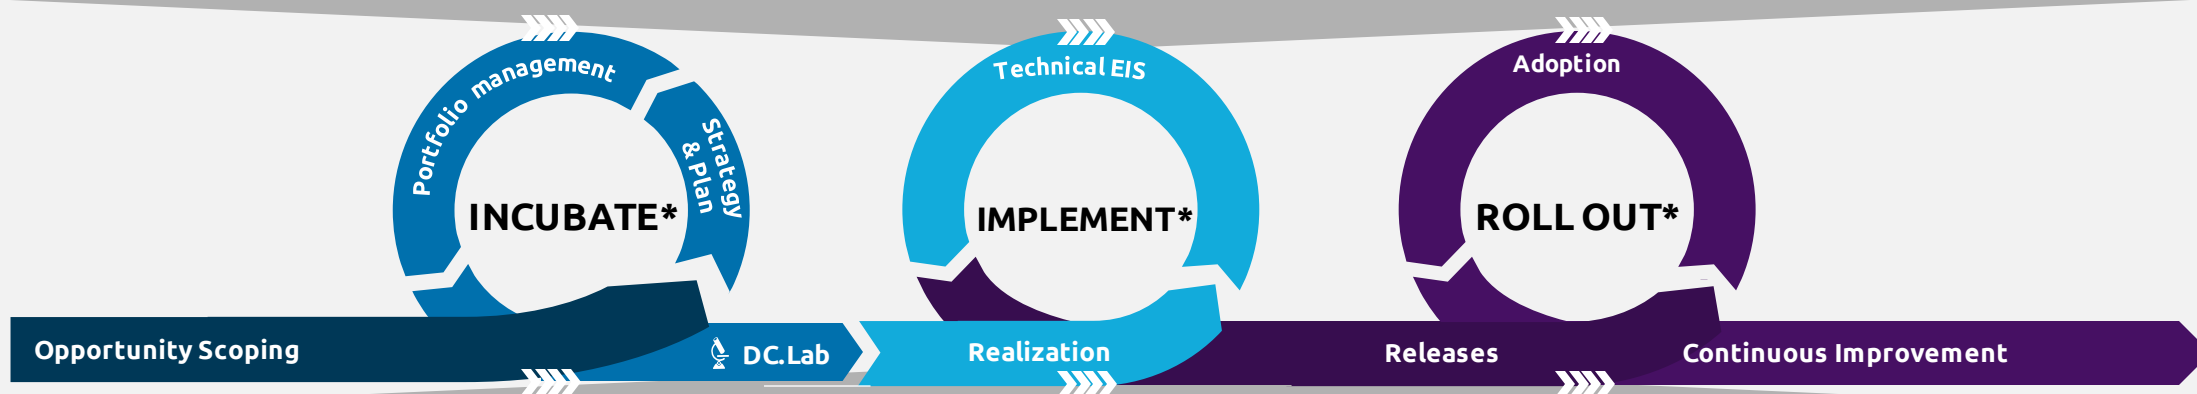 Portfolio management
Strategy
& Plan
INCUBATE*
Technical EIS
IMPLEMENT*
Adoption
ROLL OUT*
Opportunity Scoping
DC.Lab
Realization
Releases
Continuous Improvement